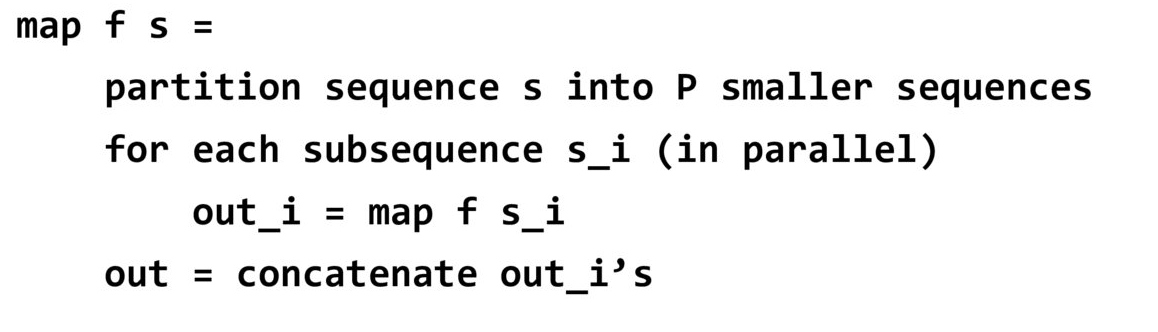 map f s =
    partition sequence s into P smaller sequences
    for each subsequence s_i (in parallel)
        out_i = map f s_i
    out = concatenate out_i’s